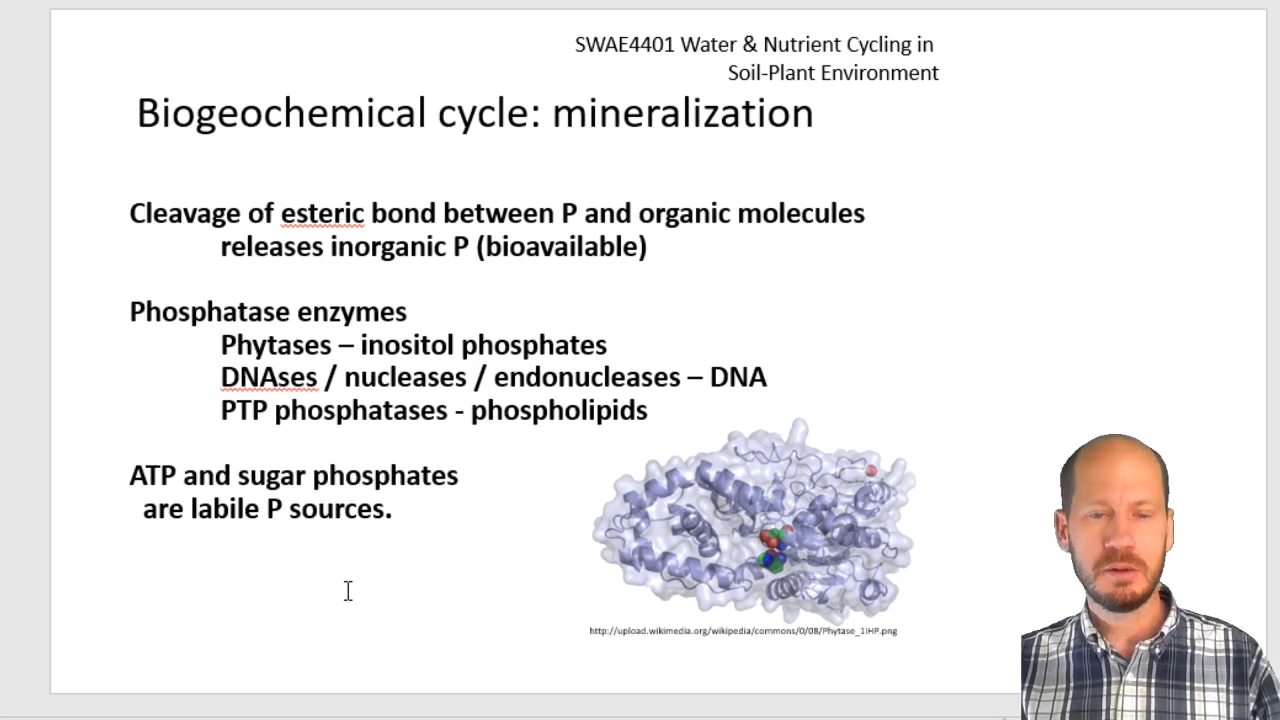 SWAE4401 Water & Nutrient Cycling in
Soil-Plant Environment
Biogeochemical cycle: mineralization
Cleavage of esteric bond between P and organic molecules
releases inorganic P (bioavailable)
Phosphatase enzymes
Phytases – inositol phosphates
DNAses / nucleases / endonucleases – DNA
PTP phosphatases - phospholipids
ATP and sugar phosphates
are labile P sources.
http://upload.wikimedia.org/wikipedia/commons/0/08/Phytase_1IHP.png